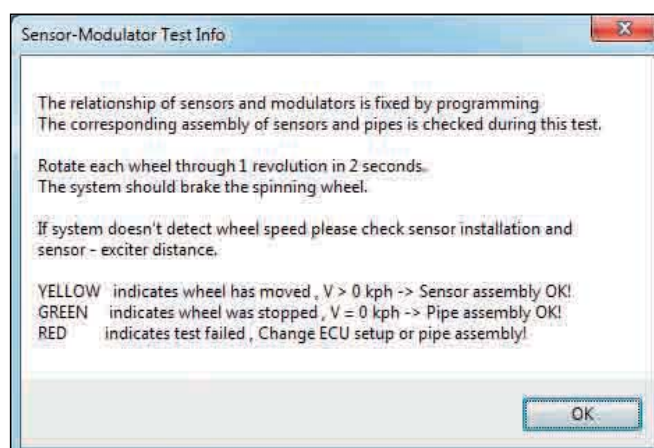 Sensor-Modulator Test Info
The relationship of sensors and modulators is fixed by programming
The corresponding assembly of sensors and pipes is checked during this test.
Rotate each wheel through 1 revolution in 2 seconds.
The system should brake the spinning wheel.
If system doesn't detect wheel speed please check sensor installation and
sensor - exciter distance.
YELLOW indicates wheel has moved , V > 0 kph -> Sensor assembly OK!
GREEN indicates wheel was stopped , V = 0 kph -> Pipe assembly OK!
RED indicates test failed , Change ECU setup or pipe assembly!
OK